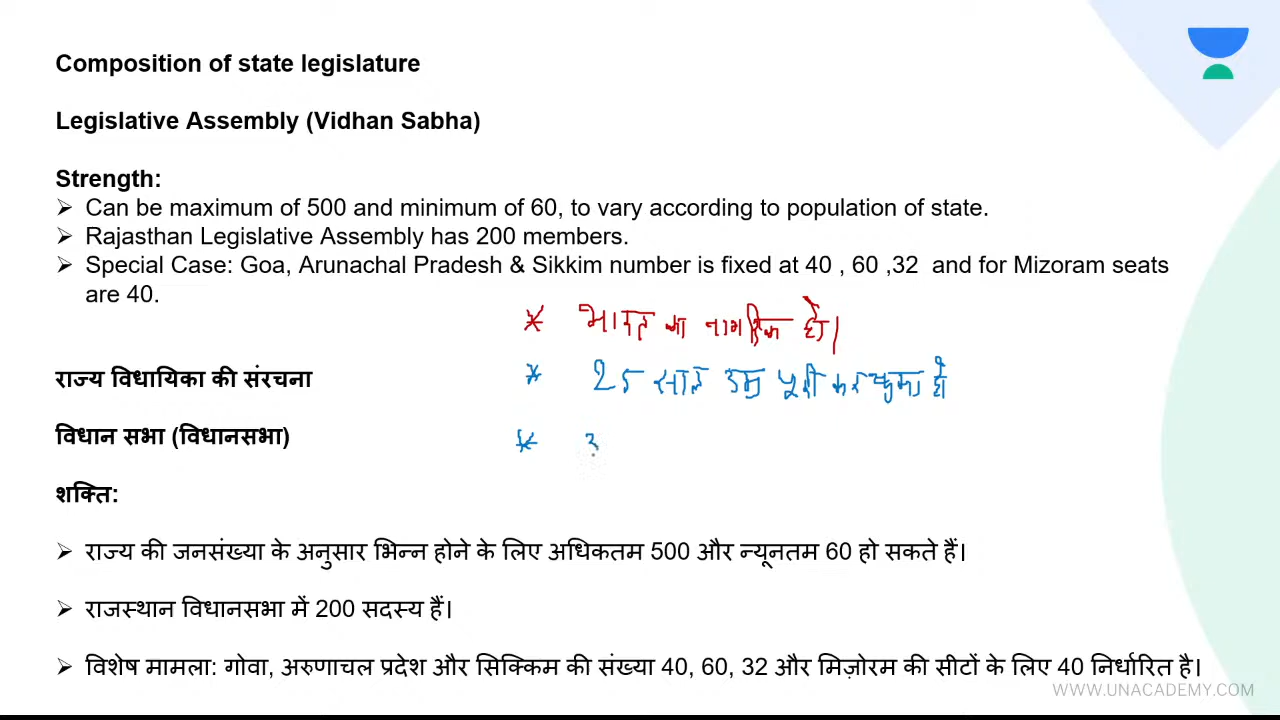 Composition of state legislature
Legislative Assembly (Vidhan Sabha)
Strength:
➢ Can be maximum of 500 and minimum of 60, to vary according to population of state.
➢ Rajasthan Legislative Assembly has 200 members.
➢ Special Case: Goa, Arunachal Pradesh & Sikkim number is fixed at 40 , 60 ,32 and for Mizoram seats
are 40.
* भारत का नागरिक हो।
राज्य विधायिका की संरचना
* 25 साल उम्र पूरी कर चुका हो
विधान सभा (विधानसभा)
*
शक्ति:
➢ राज्य की जनसंख्या के अनुसार भिन्न होने के लिए अधिकतम 500 और न्यूनतम 60 हो सकते हैं।
➢ राजस्थान विधानसभा में 200 सदस्य हैं।
➢ विशेष मामला: गोवा, अरुणाचल प्रदेश और सिक्किम की संख्या 40, 60, 32 और मिज़ोरम की सीटों के लिए 40 निर्धारित है।
WWW.UNACADEMY.COM